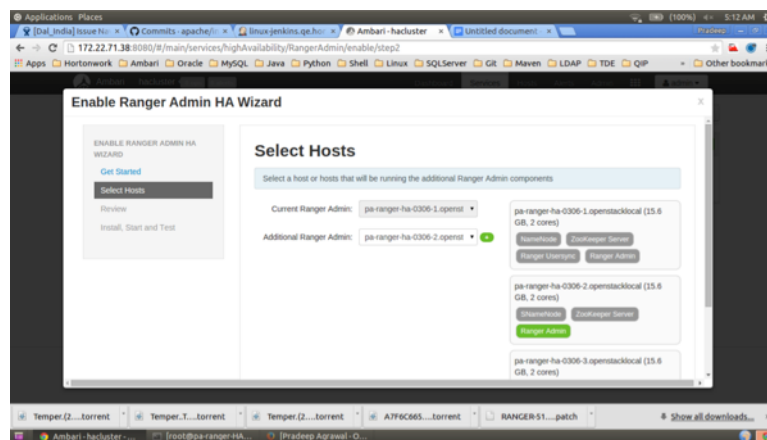 Applications Places
(100%) 5:12 AM
[Dal_India] Issue Na
Commits · apache/
linux-jenkins.qe.hor
Ambari - hacluster
Untitled document
Pradeep
172.22.71.38:8080/#/main/services/highAvailability/RangerAdmin/enable/step2
Apps Hortonwork Ambari Oracle MySQL Java Python Shell Linux SQLServer Git Maven LDAP TDE QIP » Other bookmar
Ambari hacluster
Services
admin
Enable Ranger Admin HA Wizard X
ENABLE RANGER ADMIN HA
WIZARD
Get Started
Select Hosts
Review
Install, Start and Test
Select Hosts
Select a host or hosts that will be running the additional Ranger Admin components
Current Ranger Admin: pa-ranger-ha-0306-1.openst
Additional Ranger Admin: pa-ranger-ha-0306-2.openst +
pa-ranger-ha-0306-1.openstacklocal (15.6
GB, 2 cores)
NameNode ZooKeeper Server
Ranger Usersync Ranger Admin
pa-ranger-ha-0306-2.openstacklocal (15.6
GB, 2 cores)
SNameNode ZooKeeper Server
Ranger Admin
pa-ranger-ha-0306-3.openstacklocal (15.6
GB, 2 cores)
Temper.(2....torrent Temper.T....torrent Temper.(2....torrent A7F6C665....torrent RANGER-51....patch Show all downloads...
Ambari - hacluster - ... [root@pa-ranger-HA... [Pradeep Agrawal - O...